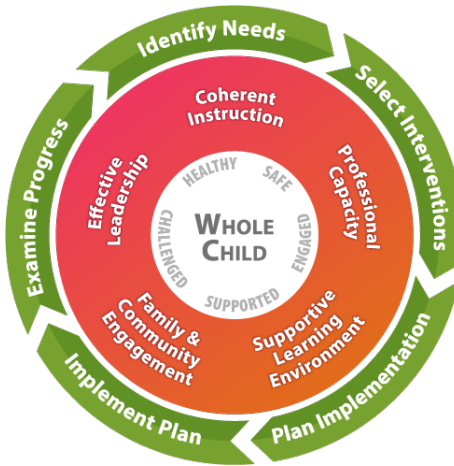 Identify Needs
Select Interventions
Plan Implementation
Implement Plan
Examine Progress
Coherent
Instruction
Professional
Capacity
Supportive
Learning
Environment
Family &
Community
Engagement
Effective
Leadership
HEALTHY
SAFE
ENGAGED
SUPPORTED
CHALLENGED
WHOLE
CHILD